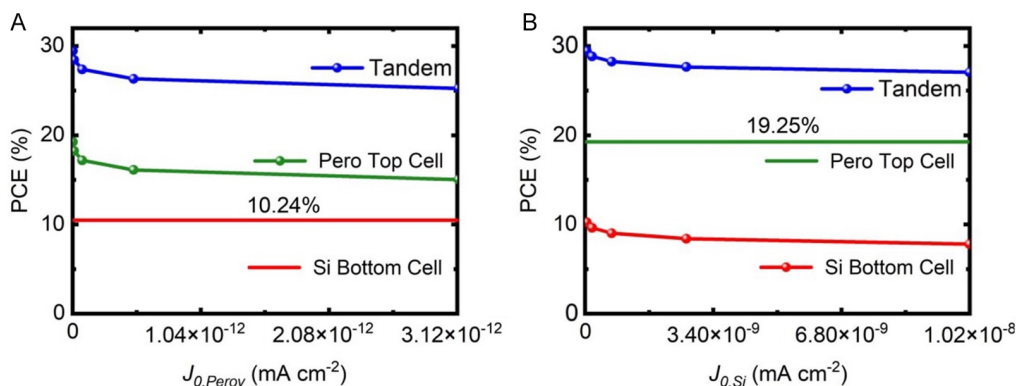 A
PCE (%)
30
20
10
0
Tandem
Pero Top Cell
10.24%
Si Bottom Cell
0
1.04×10⁻¹²
2.08×10⁻¹²
3.12×10⁻¹²
J₀,Perov (mA cm⁻²)
B
PCE (%)
30
20
10
0
Tandem
19.25%
Pero Top Cell
Si Bottom Cell
0
3.40×10⁻⁹
6.80×10⁻⁹
1.02×10⁻⁸
J₀,Si (mA cm⁻²)